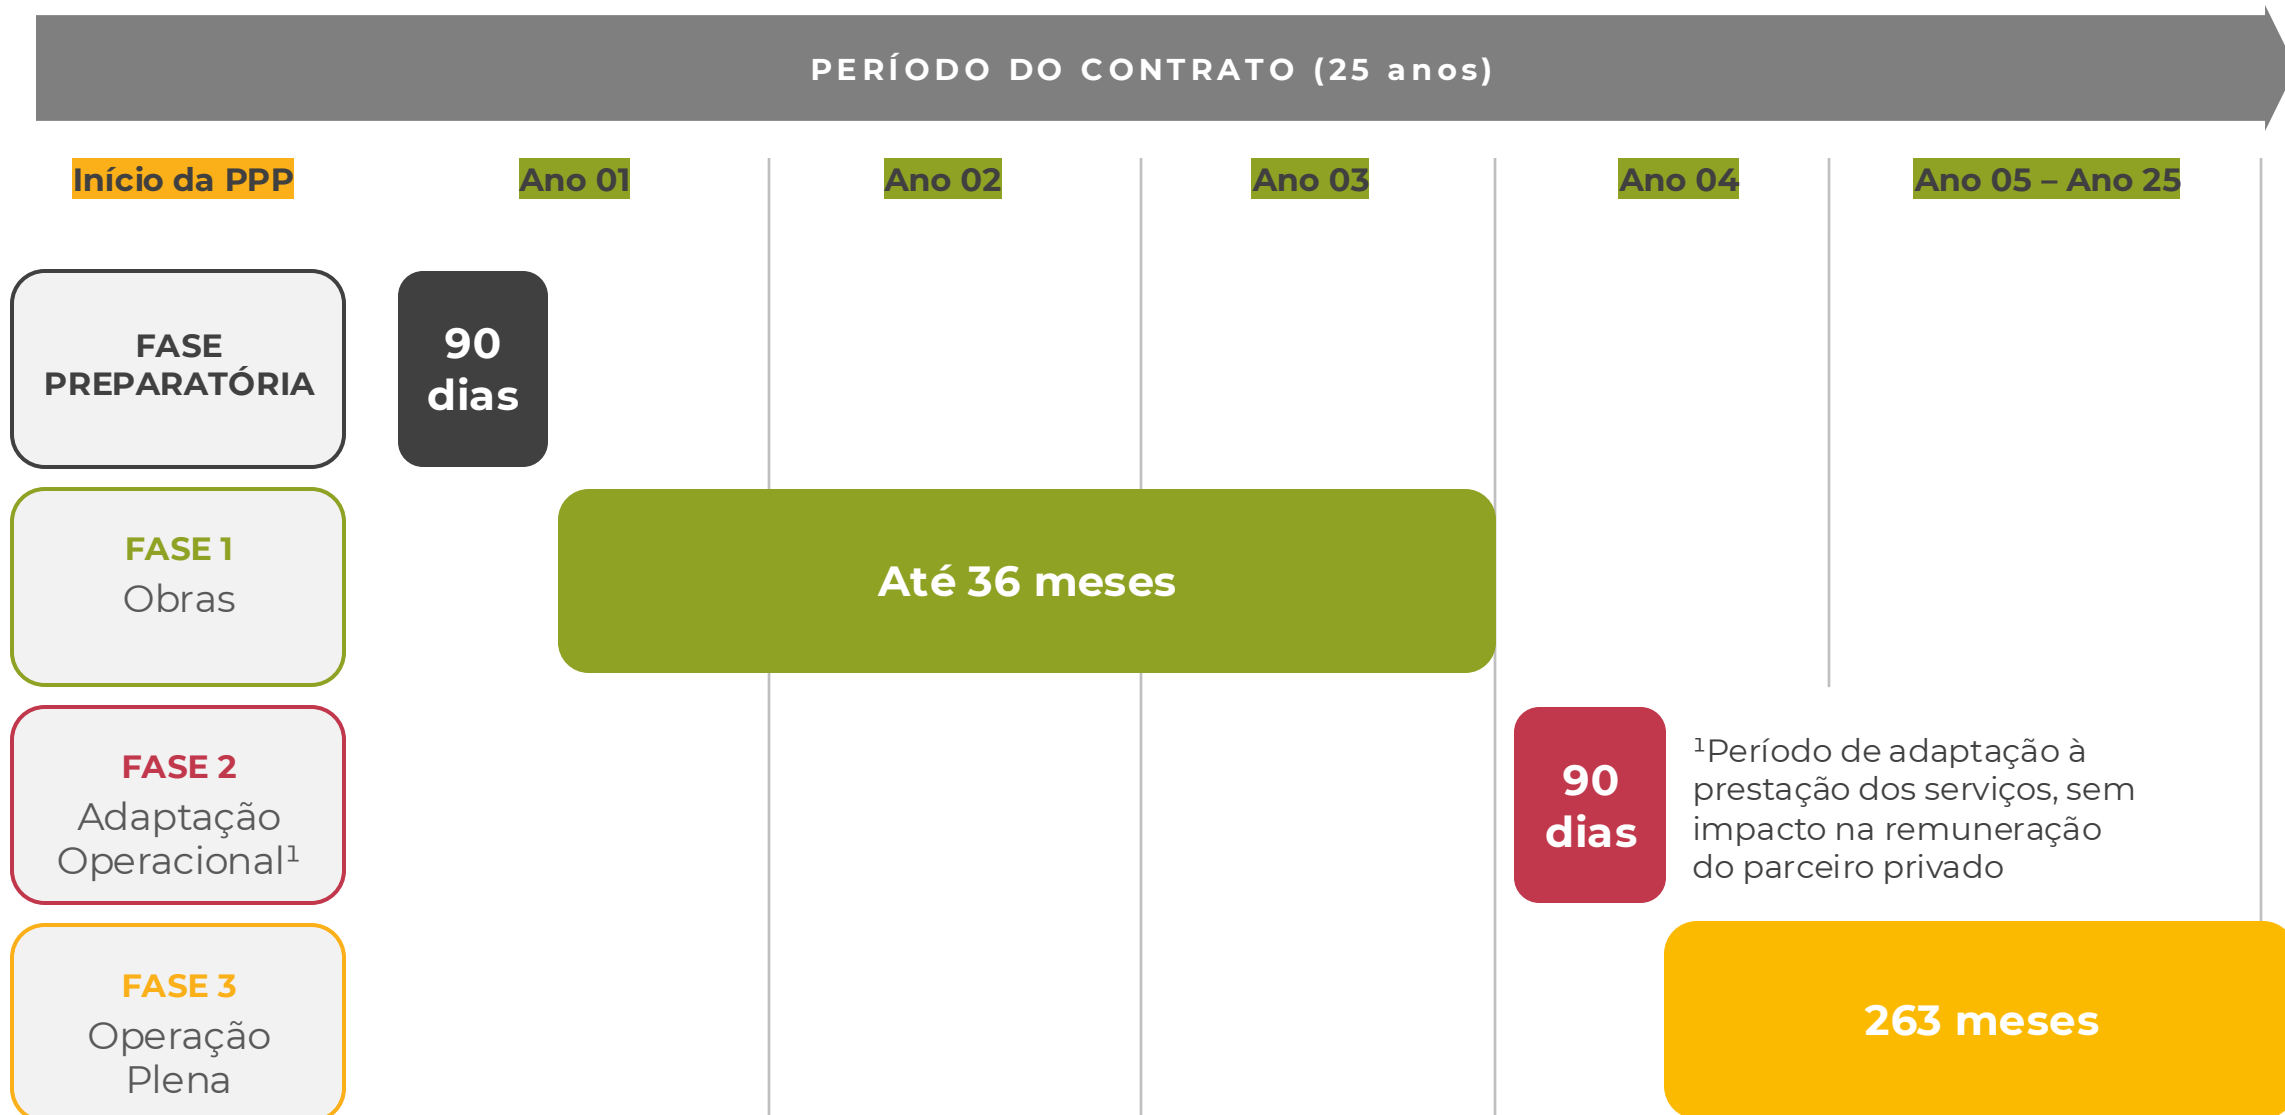 PERÍODO DO CONTRATO (25 anos)
Início da PPP
Ano 01
Ano 02
Ano 03
Ano 04
Ano 05 – Ano 25
FASE
PREPARATÓRIA
90
dias
FASE 1
Obras
Até 36 meses
FASE 2
Adaptação
Operacional¹
90
dias
¹Período de adaptação à
prestação dos serviços, sem
impacto na remuneração
do parceiro privado
FASE 3
Operação
Plena
263 meses